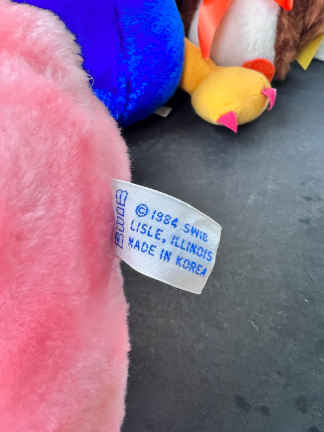 © 1984 SWIB
LISLE, ILLINOIS
MADE IN KOREA